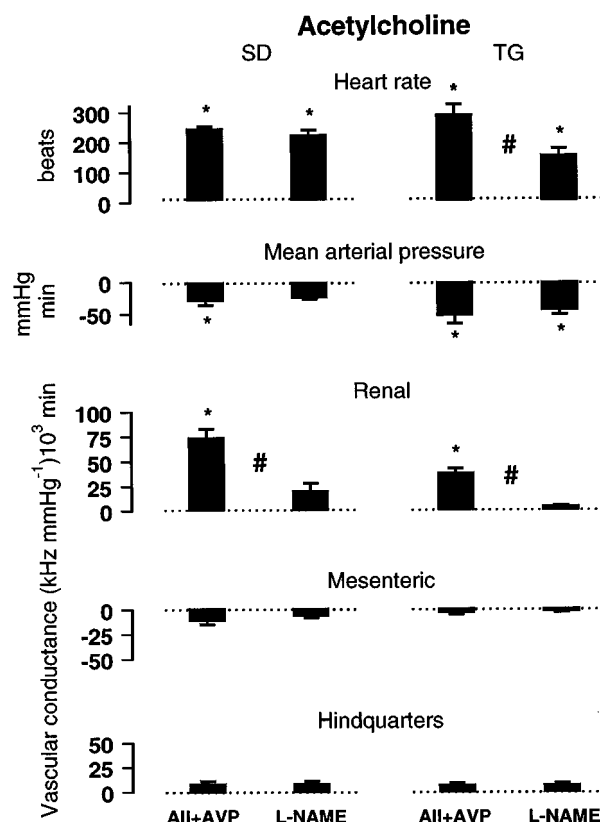 Acetylcholine
SD TG
Heart rate
beats
300
200
100
0
* * * # *
Mean arterial pressure
mmHg
min
0
-50
* * *
Renal
Vascular conductance (kHz mmHg⁻¹)10³ min
100
75
50
25
0
* # * #
Mesenteric
0
-25
-50
Hindquarters
50
25
0
AII+AVP L-NAME AII+AVP L-NAME